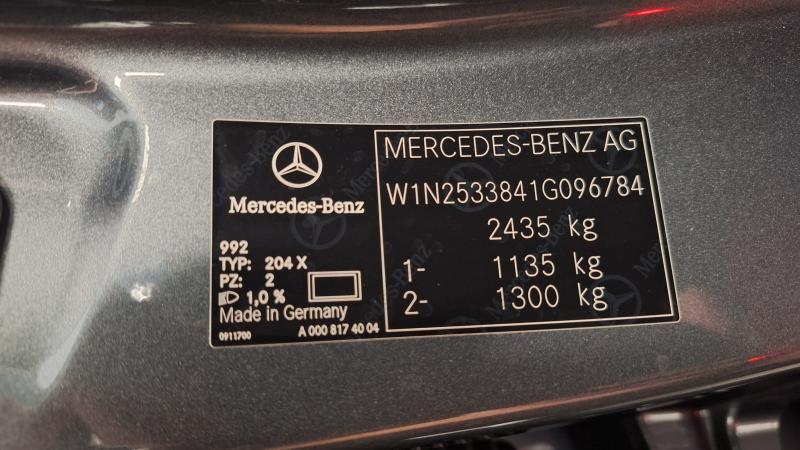 Mercedes-Benz
992
TYP: 204 X
PZ: 2
1,0 %
Made in Germany
0911700 A 000 817 40 04
MERCEDES-BENZ AG
W1N2533841G096784
2435 kg
1- 1135 kg
2- 1300 kg